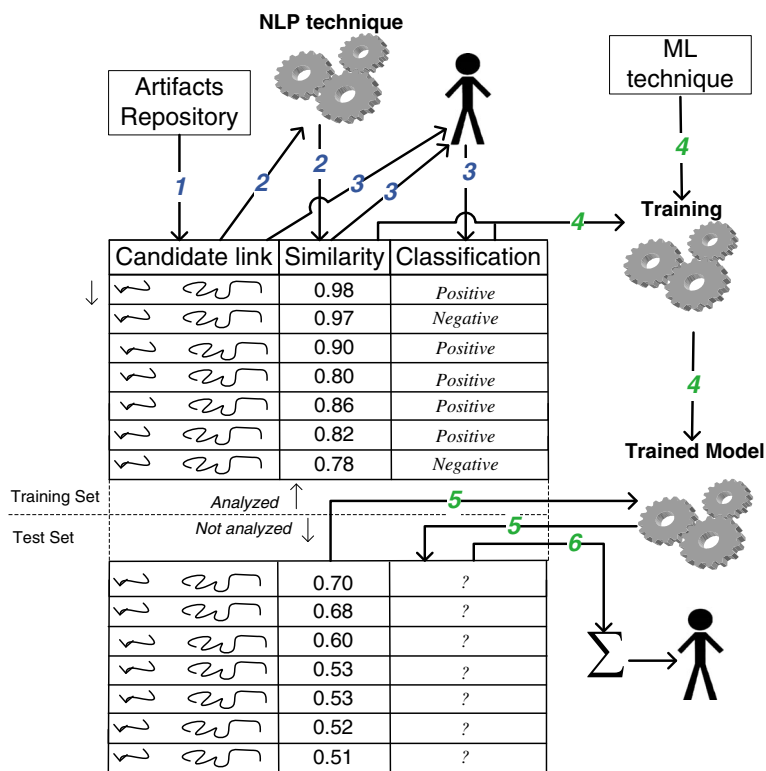 NLP technique
ML
technique
Artifacts
Repository
1
2
2
3
3
3
4
4
Training
Candidate link Similarity Classification
0.98 Positive
0.97 Negative
0.90 Positive
0.80 Positive
0.86 Positive
0.82 Positive
0.78 Negative
4
Trained Model
Training Set
Analyzed
5
Test Set
Not analyzed
5
6
0.70 ?
0.68 ?
0.60 ?
0.53 ?
0.53 ?
0.52 ?
0.51 ?
Σ